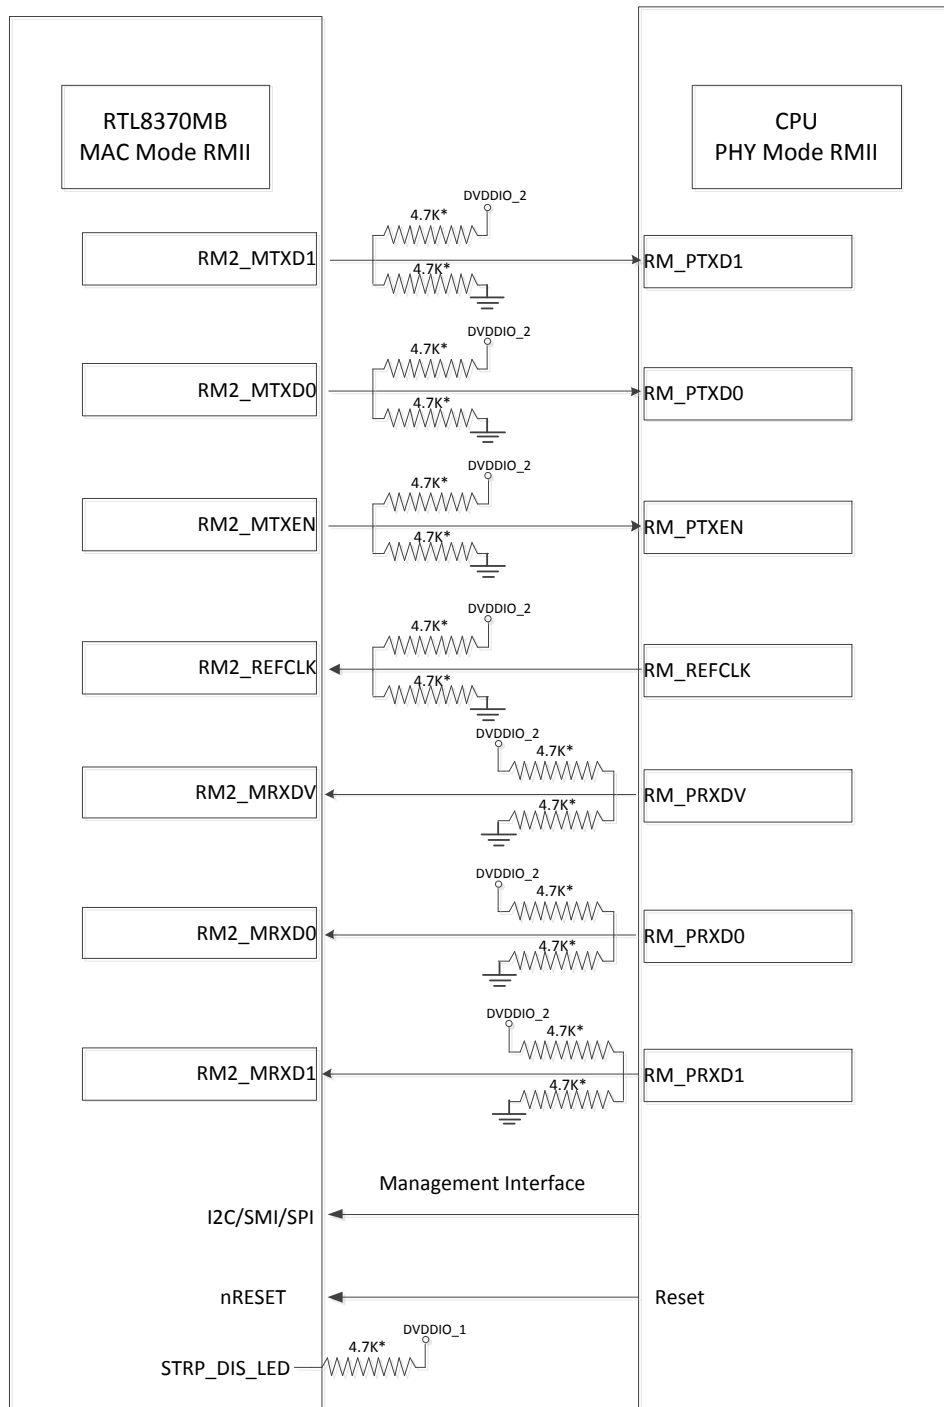 RTL8370MB
MAC Mode RMII
CPU
PHY Mode RMII
DVDDIO_2
4.7K*
RM2_MTXD1
4.7K*
RM_PTXD1
DVDDIO_2
4.7K*
RM2_MTXD0
4.7K*
RM_PTXD0
DVDDIO_2
4.7K*
RM2_MTXEN
4.7K*
RM_PTXEN
DVDDIO_2
4.7K*
RM2_REFCLK
4.7K*
RM_REFCLK
DVDDIO_2
4.7K*
RM2_MRXDV
4.7K*
RM_PRXDV
DVDDIO_2
4.7K*
RM2_MRXD0
4.7K*
RM_PRXD0
DVDDIO_2
4.7K*
RM2_MRXD1
4.7K*
RM_PRXD1
Management Interface
I2C/SMI/SPI
nRESET
Reset
DVDDIO_1
4.7K*
STRP_DIS_LED